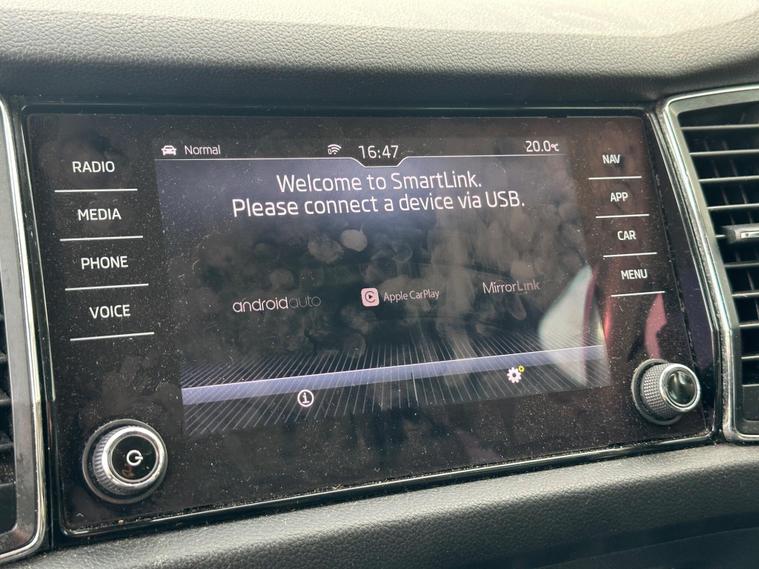 RADIO
MEDIA
PHONE
VOICE
Normal 16:47 20.0°C
Welcome to SmartLink.
Please connect a device via USB.
androidauto Apple CarPlay MirrorLink
NAV
APP
CAR
MENU